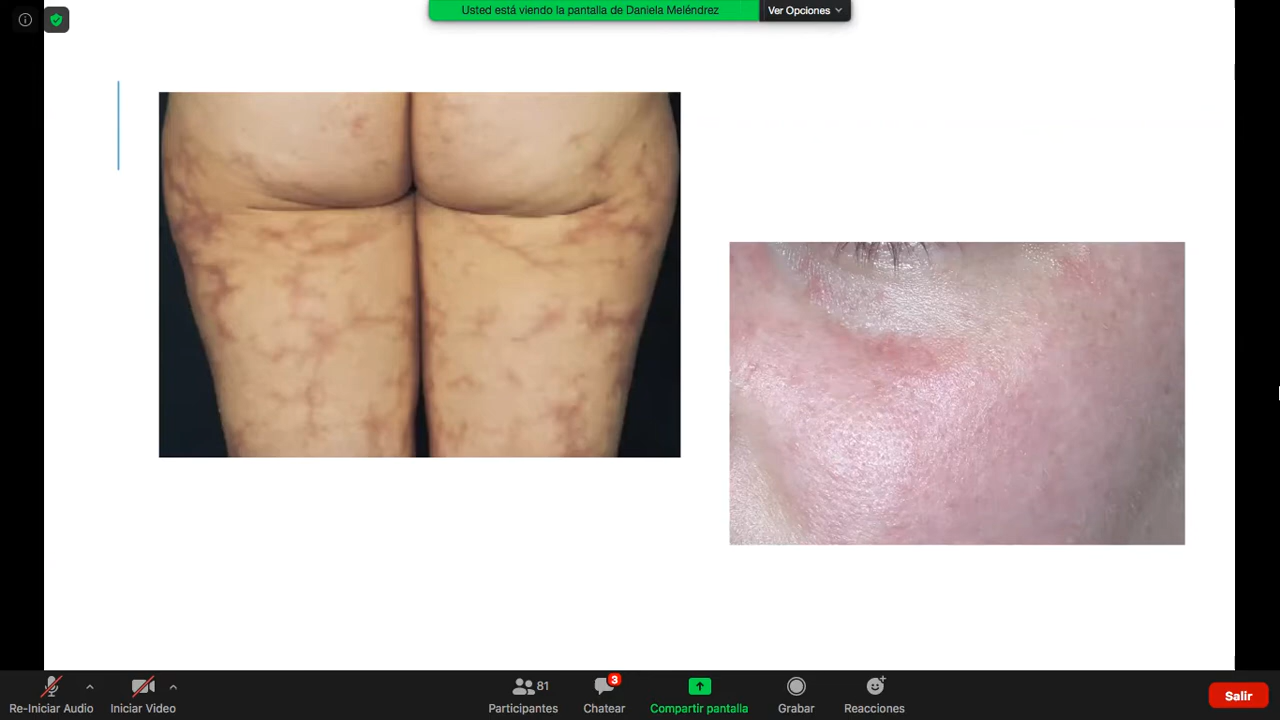 Usted está viendo la pantalla de Daniela Meléndrez
Ver Opciones
Re-Iniciar Audio
Iniciar Video
81
Participantes
3
Chatear
Compartir pantalla
Grabar
Reacciones
Salir